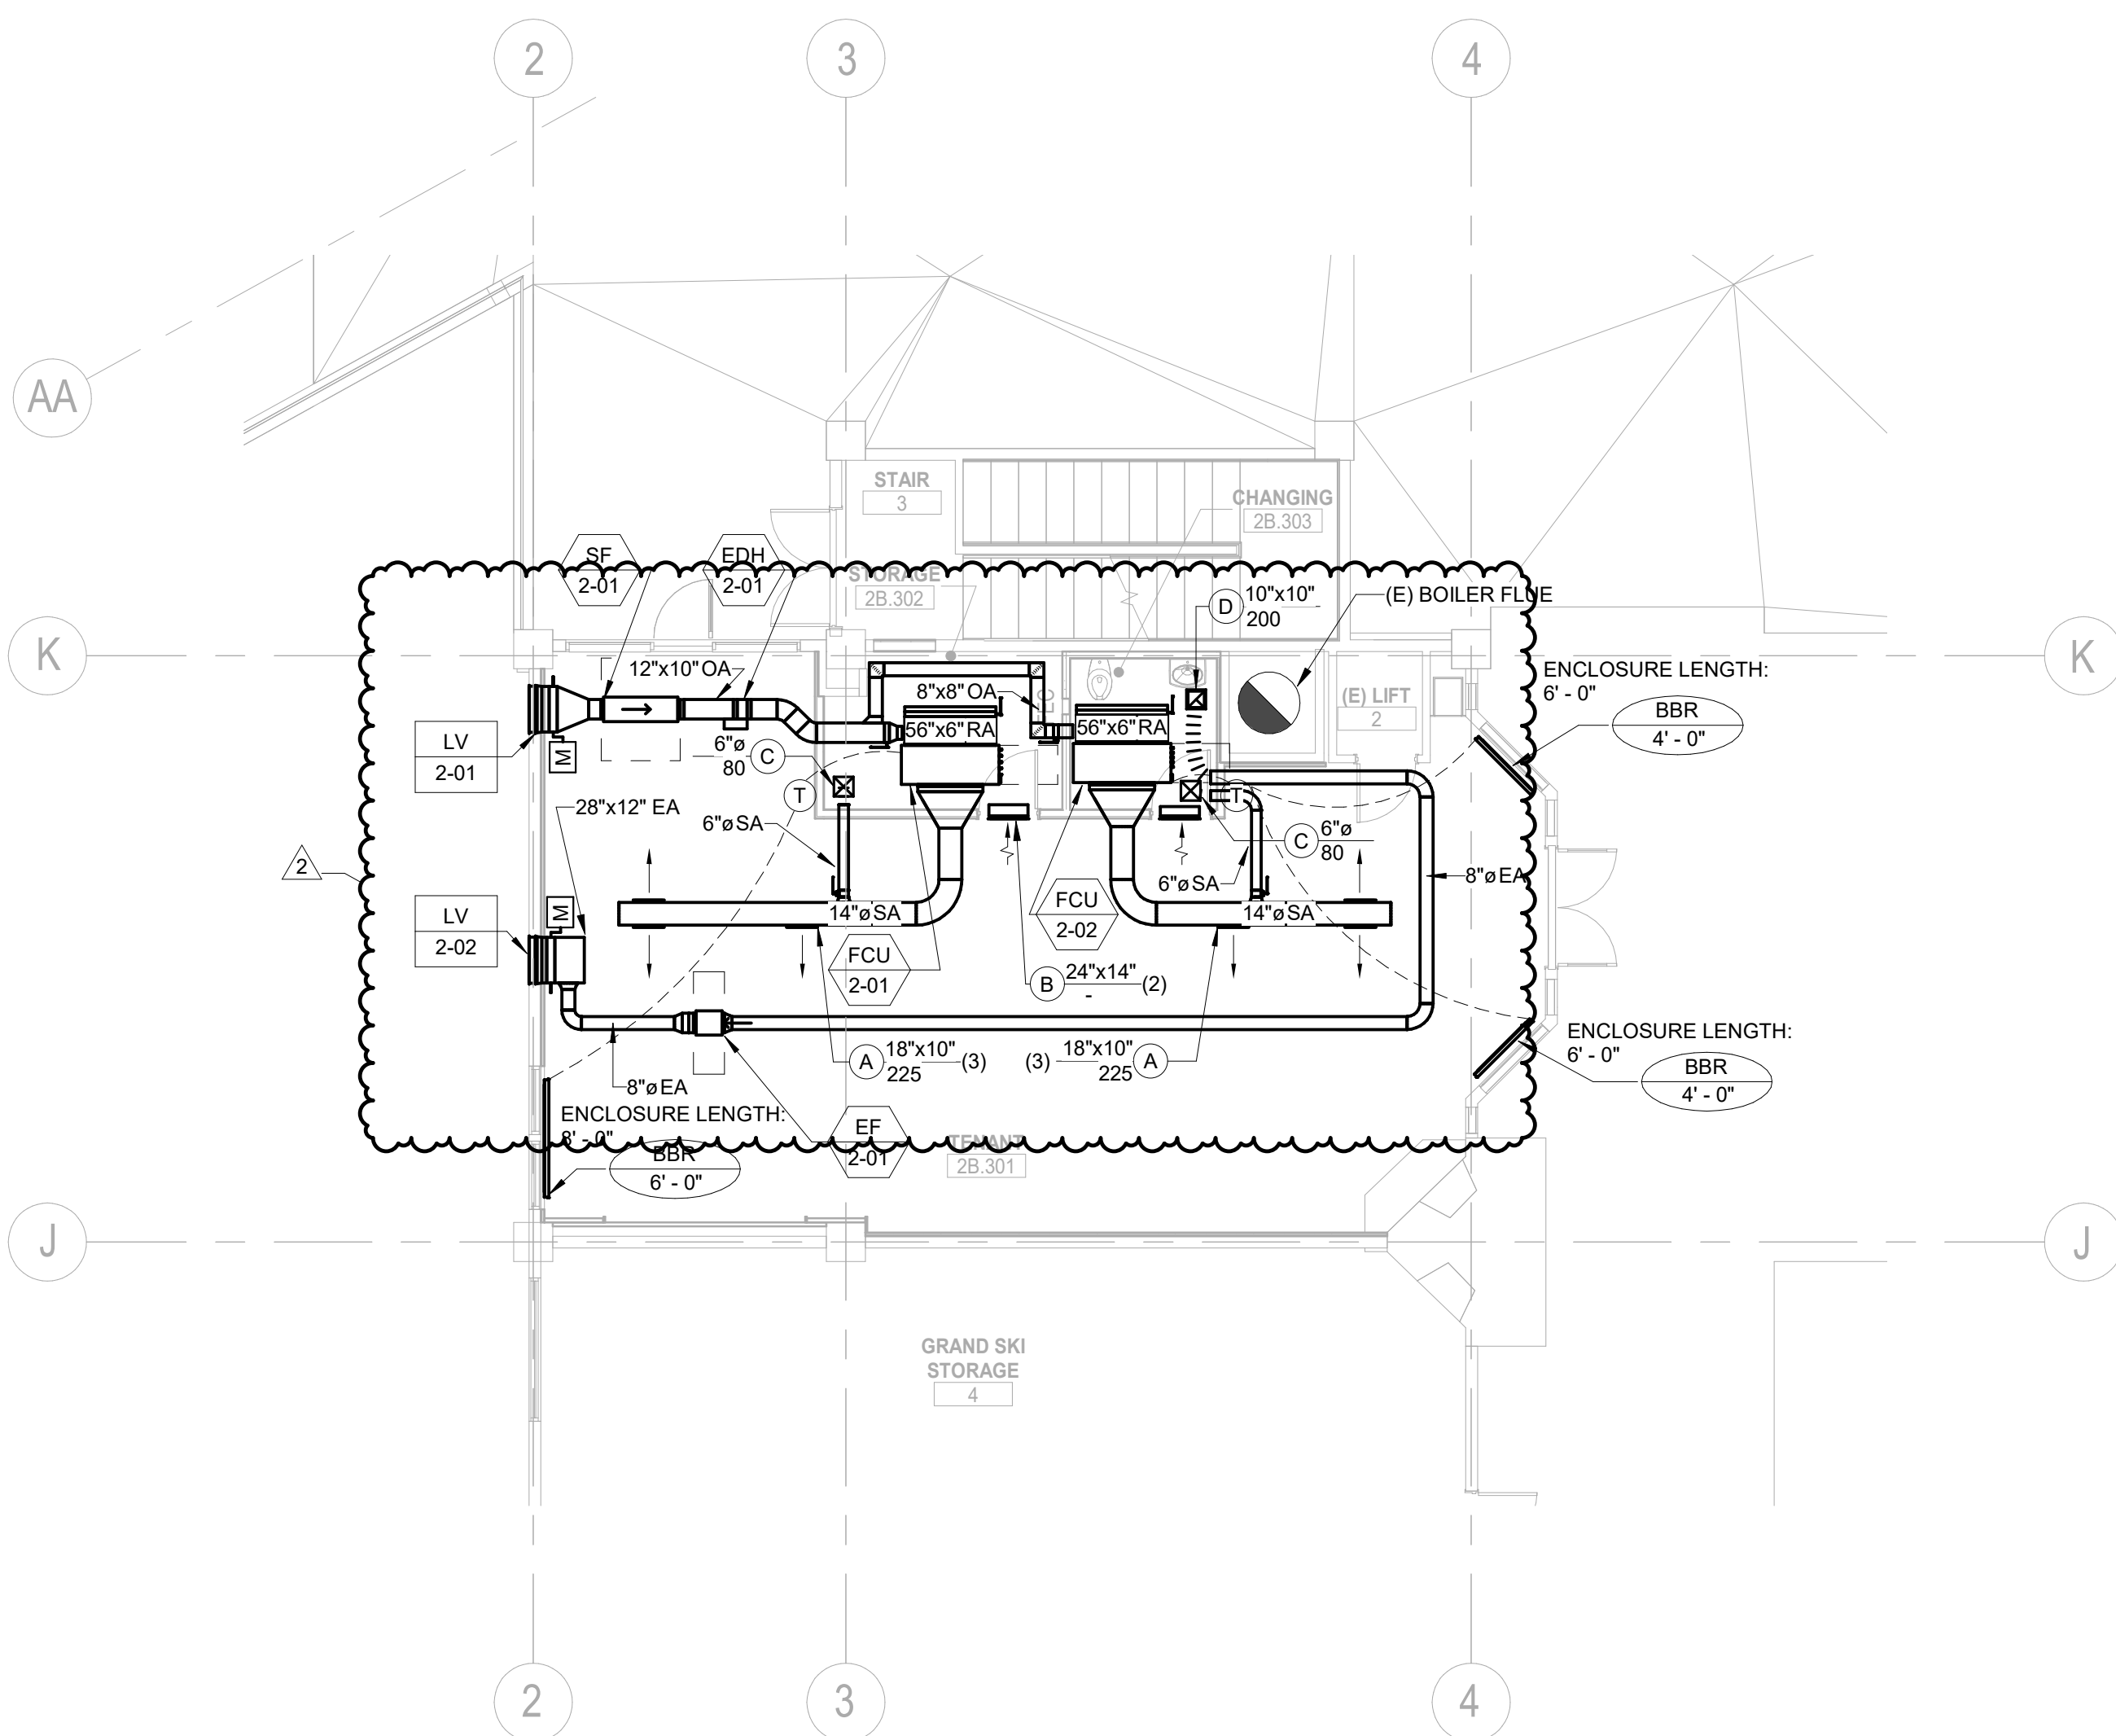 2
3
4
AA
STAIR
3
CHANGING
2B.303
SF
2-01
EDH
2-01
STORAGE
2B.302
D 10"x10"
200
(E) BOILER FLUE
K
K
12"x10" OA
8"x8" OA
EC
(E) LIFT
2
ENCLOSURE LENGTH:
6' - 0"
BBR
4' - 0"
LV
2-01
M
6"ø
80
C
56"x6" RA
56"x6" RA
T
T
28"x12" EA
6"ø SA
C 6"ø
80
2
6"ø SA
8"ø EA
LV
2-02
M
14"ø SA
FCU
2-02
14"ø SA
FCU
2-01
B 24"x14" (2)
-
A 18"x10" (3)
225
(3) 18"x10" A
225
ENCLOSURE LENGTH:
6' - 0"
BBR
4' - 0"
8"ø EA
ENCLOSURE LENGTH:
8' - 0"
BBR
6' - 0"
EF
2-01
TENANT
2B.301
J
J
GRAND SKI
STORAGE
4
2
3
4